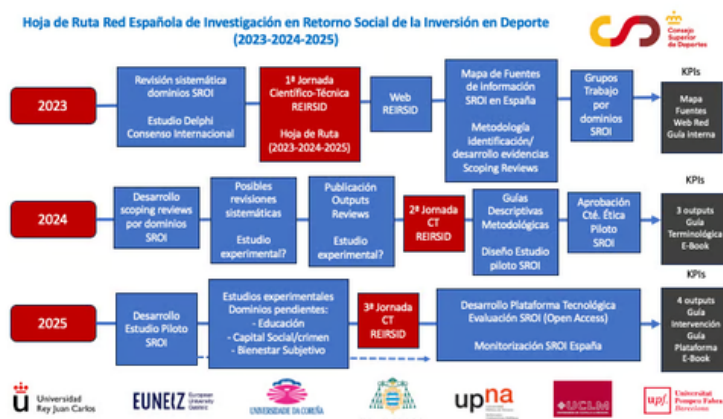 Hoja de Ruta Red Española de Investigación en Retorno Social de la Inversión en Deporte
(2023-2024-2025)
Consejo
Superior
de Deportes
2023
Revisión sistemática
dominios SROI
Estudio Delphi
Consenso Internacional
1ª Jornada
Científico-Técnica
REIRSID
Hoja de Ruta
(2023-2024-2025)
Web
REIRSID
Mapa de Fuentes
de información
SROI en España
Metodología
identificación/
desarrollo evidencias
Scoping Reviews
Grupos
Trabajo
por
dominios
SROI
KPIs
Mapa
Fuentes
Web Red
Guía interna
2024
Desarrollo
scoping reviews
por dominios
SROI
Posibles
revisiones
sistemáticas
Estudio
experimental?
Publicación
Outputs
Reviews
Estudio
experimental?
2ª Jornada
CT
REIRSID
Guías
Descriptivas
Metodológicas
Diseño Estudio
piloto SROI
Aprobación
Cté. Ética
Piloto
SROI
KPIs
3 outputs
Guía
Terminológica
E-Book
2025
Desarrollo
Estudio Piloto
SROI
Estudios experimentales
Dominios pendientes:
- Educación
- Capital Social/crimen
- Bienestar Subjetivo
3ª Jornada
CT
REIRSID
Desarrollo Plataforma Tecnológica
Evaluación SROI (Open Access)
Monitorización SROI España
KPIs
4 outputs
Guía
Intervención
Guía
Plataforma
E-Book
Universidad
Rey Juan Carlos
EUNEIZ
European
University
Gasteiz
UNIVERSIDADE DA CORUÑA
upna
UCLM
upf.
Universitat
Pompeu Fabra
Barcelona